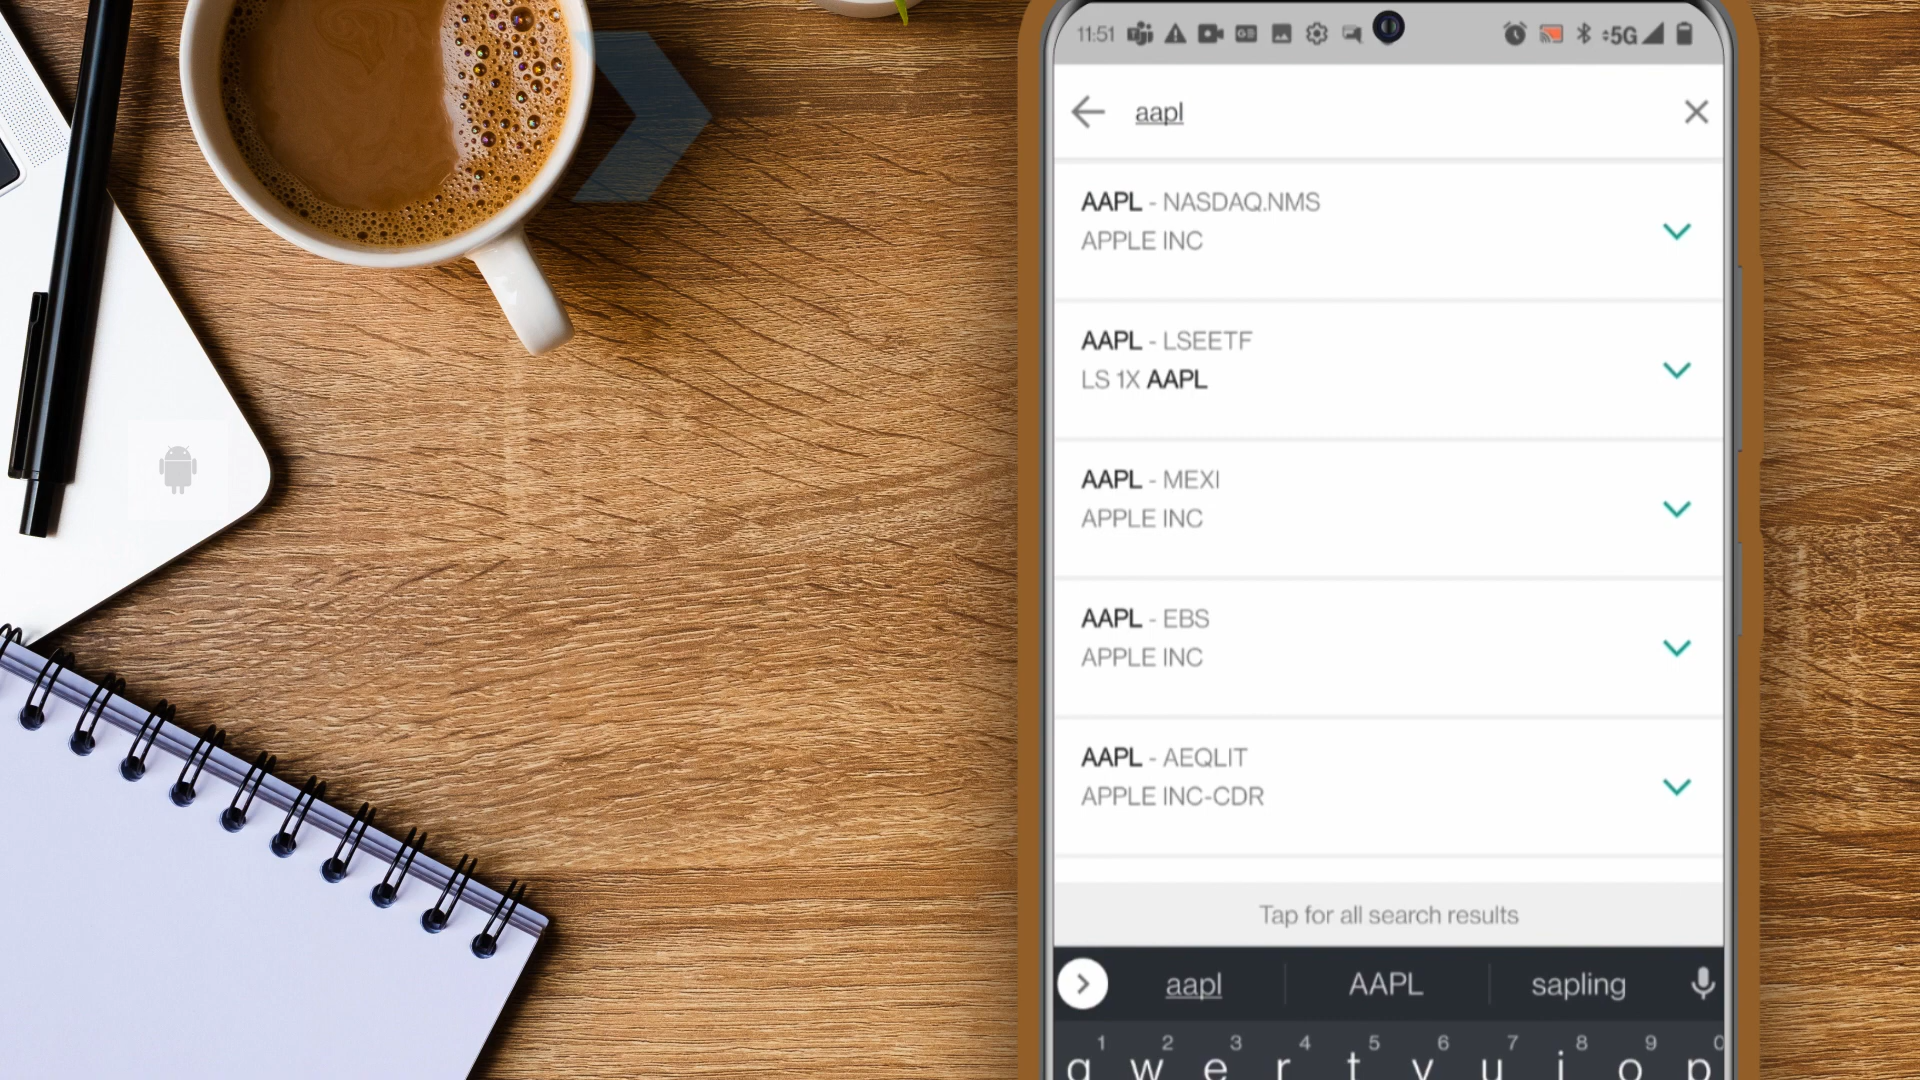 11:51
5G
aapl
AAPL - NASDAQ.NMS
APPLE INC
AAPL - LSEETF
LS 1X AAPL
AAPL - MEXI
APPLE INC
AAPL - EBS
APPLE INC
AAPL - AEQLIT
APPLE INC-CDR
Tap for all search results
aapl AAPL sapling
1 2 3 4 5 6 7 8 9 0
q w e r t y u i o p